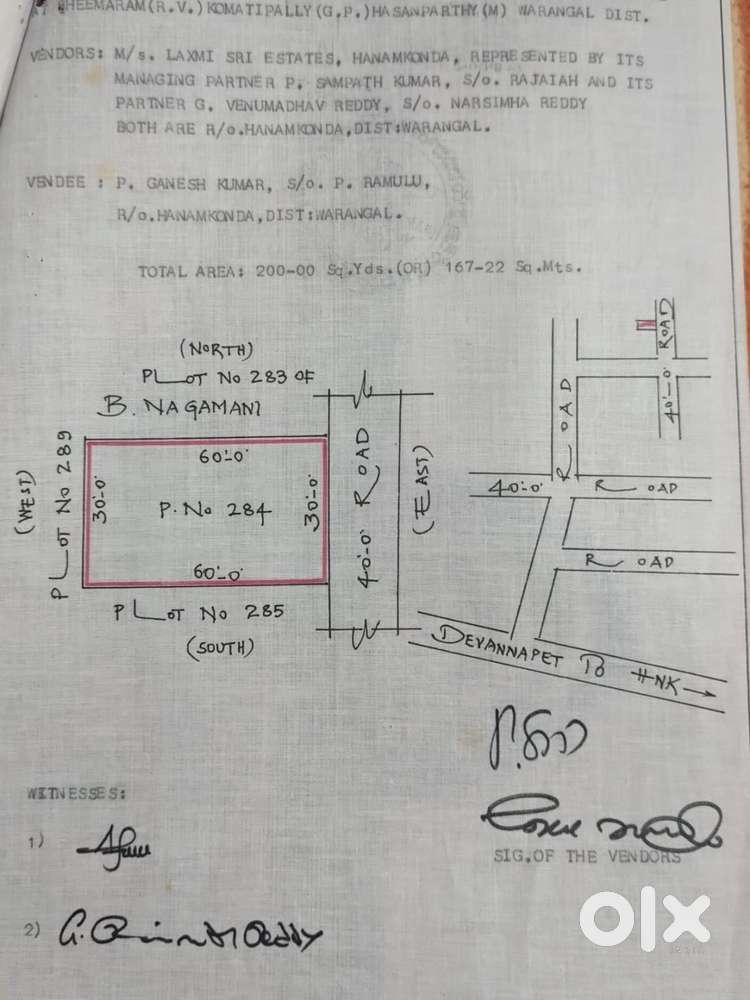 BHEEMARAM(R.V.)KOMATIPALLY(G.P.)HASANPARTHY(M) WARANGAL DIST.
VENDORS: M/s. LAXMI SRI ESTATES, HANAMKONDA, REPRESENTED BY ITS
MANAGING PARTNER P. SAMPATH KUMAR, S/o. RAJAIAH AND ITS
PARTNER G. VENUMADHAV REDDY, S/o. NARSIMHA REDDY
BOTH ARE R/o.HANAMKONDA,DIST:WARANGAL.
VENDEE : P. GANESH KUMAR, S/o. P. RAMULU,
R/o.HANAMKONDA,DIST:WARANGAL.
TOTAL AREA: 200-00 Sq.Yds.(OR) 167-22 Sq.Mts.
(NORTH)
PLOT No 283 OF
B. NAGAMANI
(WEST)
PLOT No 289
60'-0'
30'-0'
P. No 284
30'-0'
60'-0'
PLOT No 285
(SOUTH)
40'-0' ROAD
(EAST)
ROAD
40'-0' ROAD
40'-0' ROAD
ROAD
DEVANNAPET To HNK
WITNESSES:
1)
2) G. Reddy
SIG.OF THE VENDORS
olx